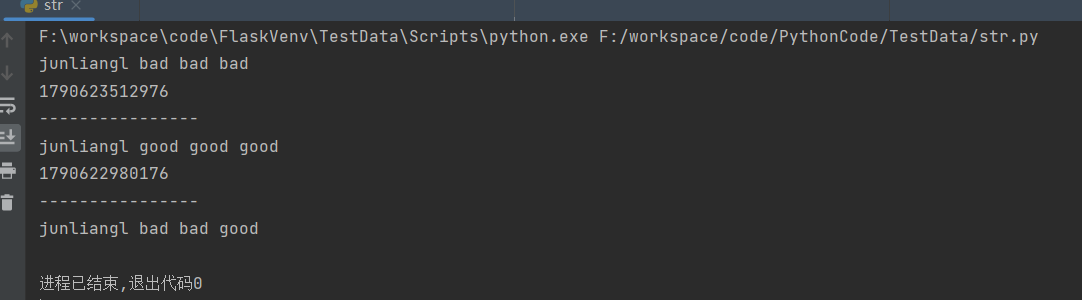 str
F:\workspace\code\FlaskVenv\TestData\Scripts\python.exe F:/workspace/code/PythonCode/TestData/str.py
junliangl bad bad bad
1790623512976
----------------
junliangl good good good
1790622980176
----------------
junliangl bad bad good
进程已结束,退出代码0